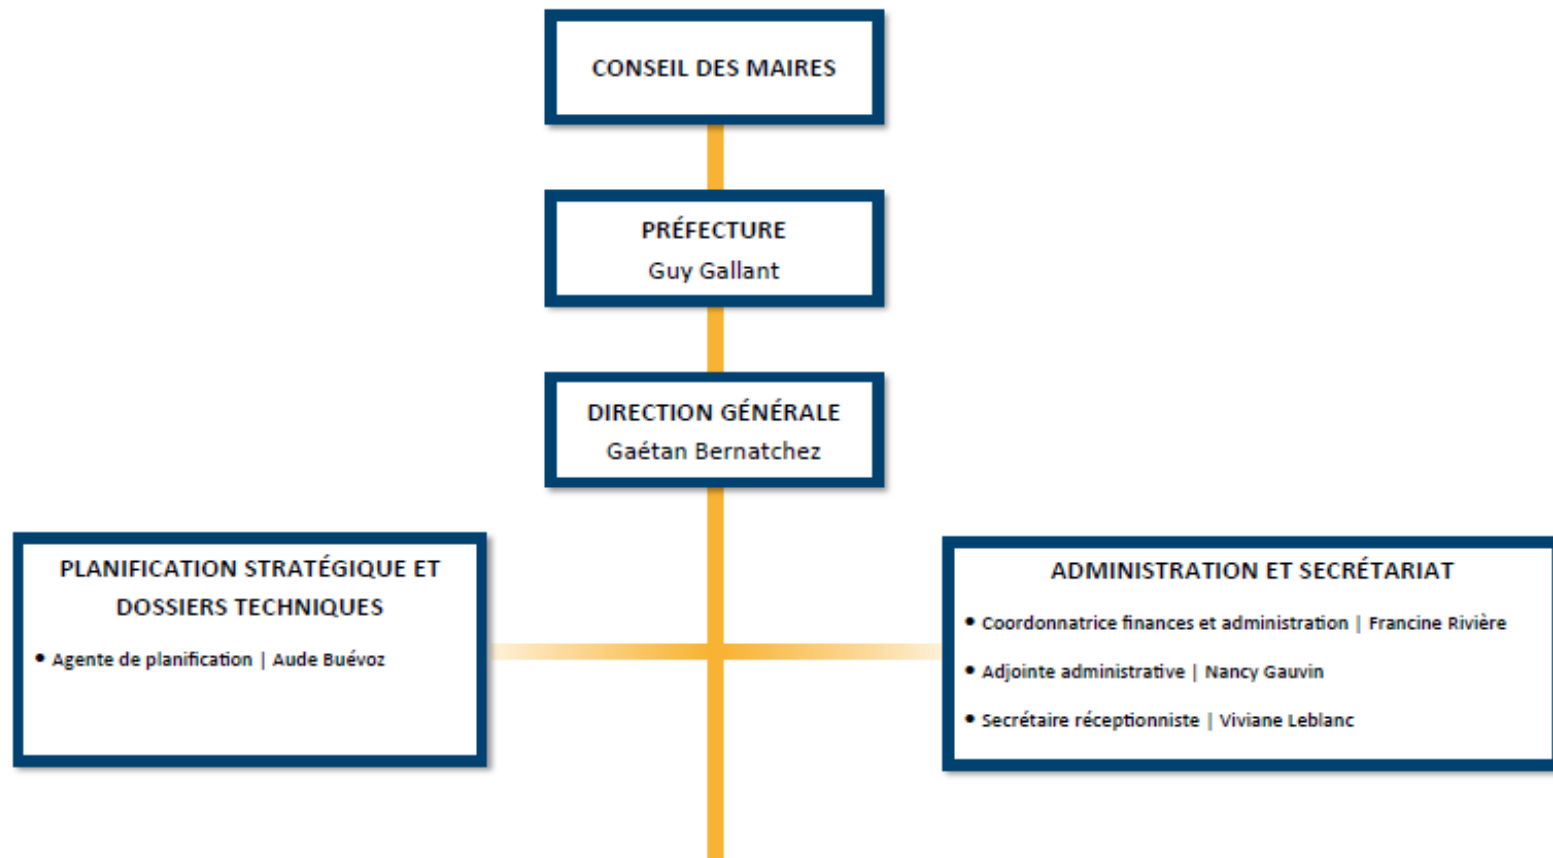 CONSEIL DES MAIRES
PRÉFECTURE
Guy Gallant
DIRECTION GÉNÉRALE
Gaétan Bernatchez
PLANIFICATION STRATÉGIQUE ET
DOSSIERS TECHNIQUES
• Agente de planification | Aude Buévoz
ADMINISTRATION ET SECRÉTARIAT
• Coordonnatrice finances et administration | Francine Rivière
• Adjointe administrative | Nancy Gauvin
• Secrétaire réceptionniste | Viviane Leblanc